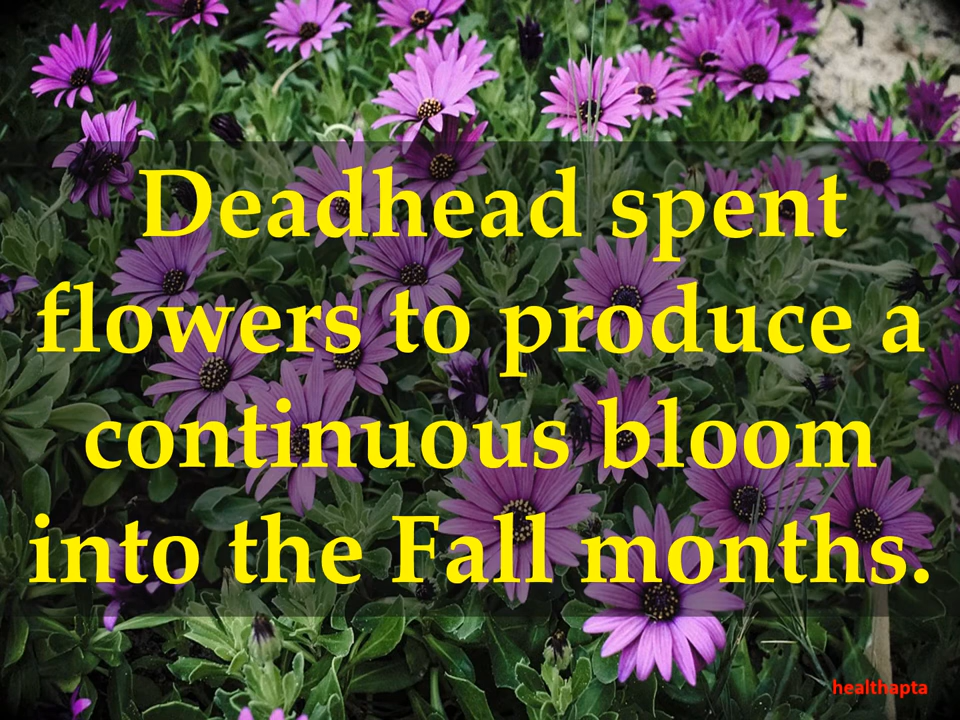 Deadhead spent
flowers to produce a
continuous bloom
into the Fall months.
healthapta